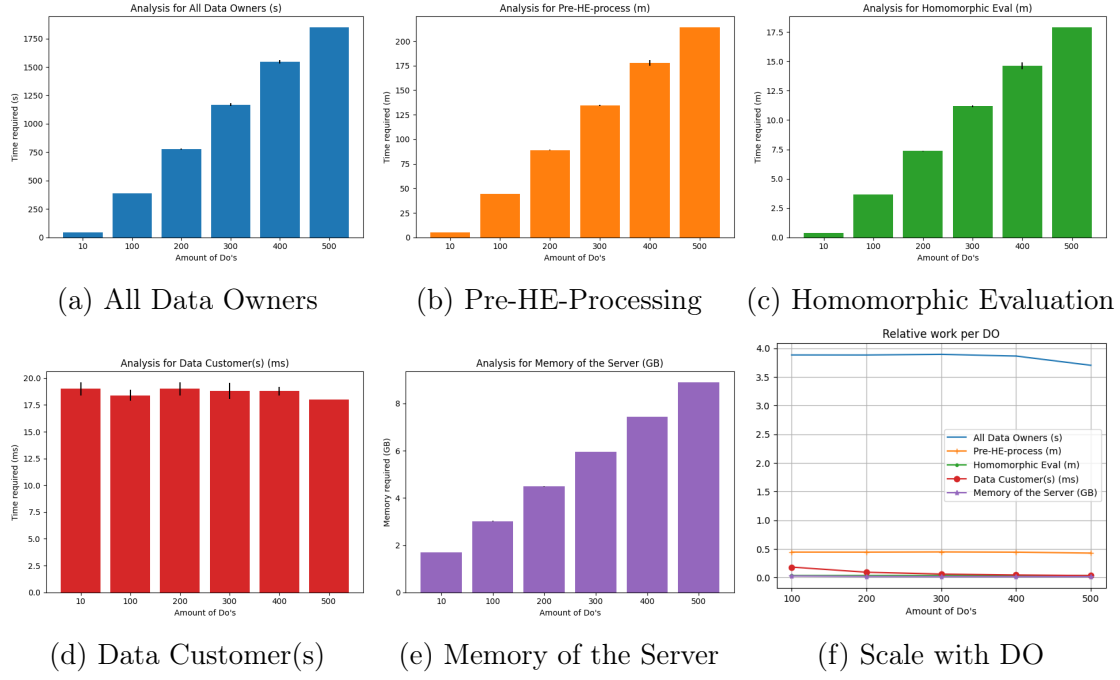 Analysis for All Data Owners (s)
Time required (s)
1750
1500
1250
1000
750
500
250
0
10 100 200 300 400 500
Amount of Do's
(a) All Data Owners
Analysis for Pre-HE-process (m)
Time required (m)
200
175
150
125
100
75
50
25
0
10 100 200 300 400 500
Amount of Do's
(b) Pre-HE-Processing
Analysis for Homomorphic Eval (m)
Time required (m)
17.5
15.0
12.5
10.0
7.5
5.0
2.5
0.0
10 100 200 300 400 500
Amount of Do's
(c) Homomorphic Evaluation
Analysis for Data Customer(s) (ms)
Time required (ms)
20.0
17.5
15.0
12.5
10.0
7.5
5.0
2.5
0.0
10 100 200 300 400 500
Amount of Do's
(d) Data Customer(s)
Analysis for Memory of the Server (GB)
Memory required (GB)
8
6
4
2
0
10 100 200 300 400 500
Amount of Do's
(e) Memory of the Server
Relative work per DO
4.0
3.5
3.0
2.5
2.0
1.5
1.0
0.5
0.0
All Data Owners (s)
Pre-HE-process (m)
Homomorphic Eval (m)
Data Customer(s) (ms)
Memory of the Server (GB)
100 200 300 400 500
Amount of Do's
(f) Scale with DO